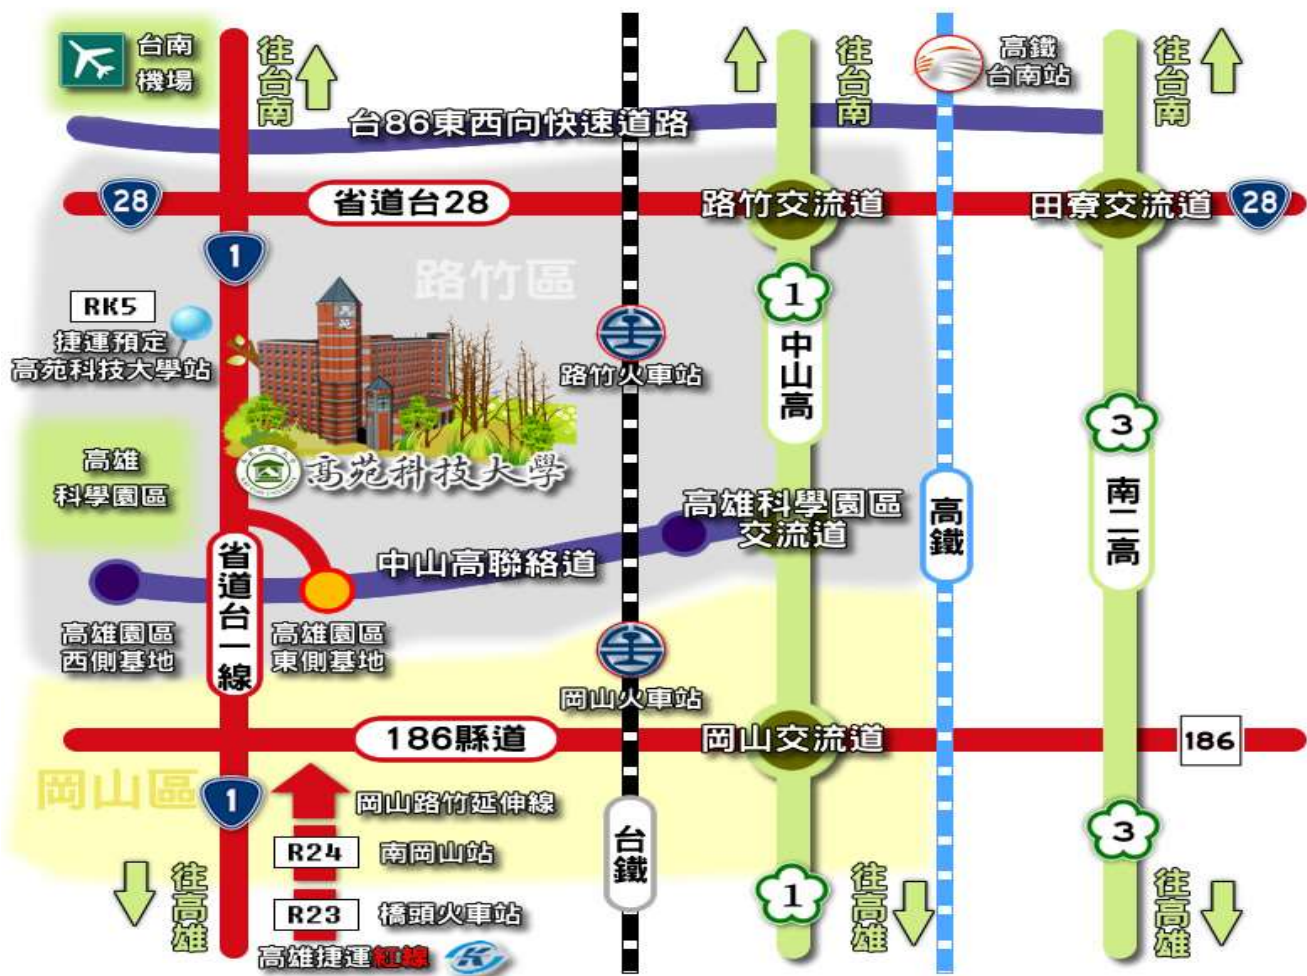 台南
機場
往台南
往台南
高鐵
台南站
往台南
台86東西向快速道路
28
省道台28
路竹交流道
田寮交流道
28
1
路竹區
RK5
捷運預定
高苑科技大學站
1
中山高
路竹火車站
3
南二高
高雄
科學園區
高苑科技大學
高雄科學園區
交流道
高鐵
省道台一線
中山高聯絡道
高雄園區
西側基地
高雄園區
東側基地
岡山火車站
186縣道
岡山交流道
186
岡山區
1
岡山路竹延伸線
台鐵
3
R24
南岡山站
1
往高雄
往高雄
往高雄
R23
橋頭火車站
高雄捷運紅線